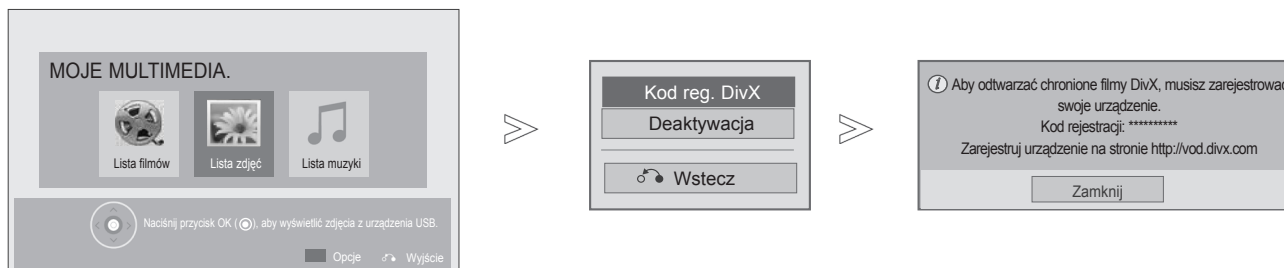 MOJE MULTIMEDIA.
Lista filmów
Lista zdjęć
Lista muzyki
Naciśnij przycisk OK (), aby wyświetlić zdjęcia z urządzenia USB.
Opcje
Wyjście
Kod reg. DivX
Deaktywacja
Wstecz
Aby odtwarzać chronione filmy DivX, musisz zarejestrować
swoje urządzenie.
Kod rejestracji: **********
Zarejestruj urządzenie na stronie http://vod.divx.com
Zamknij